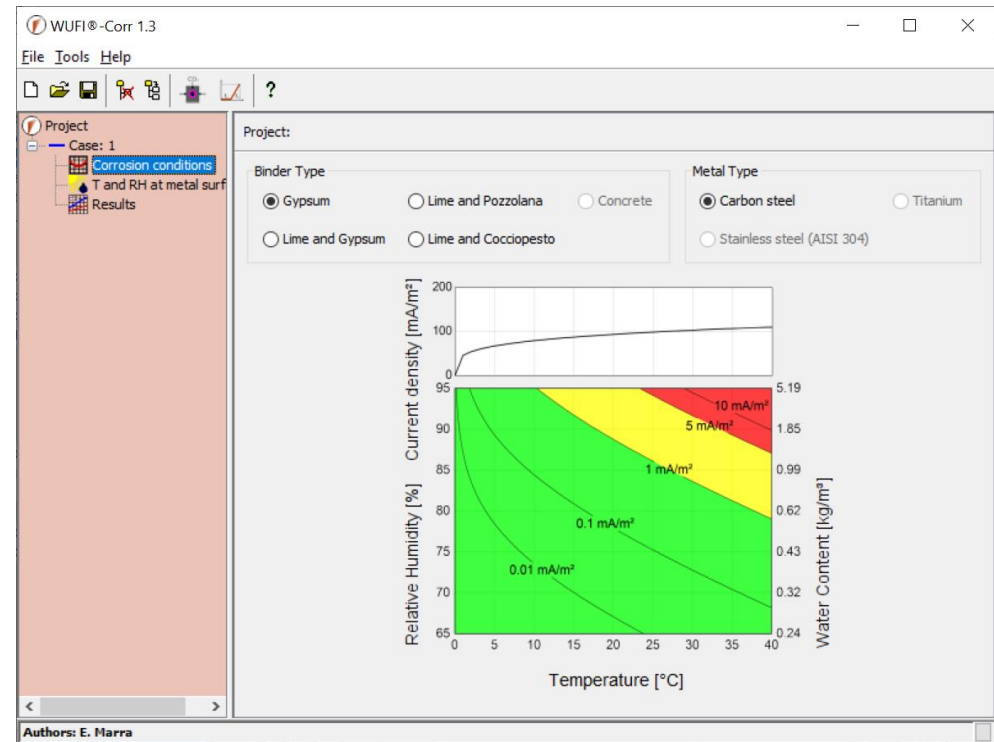 WUFI®-Corr 1.3
File Tools Help
?
Project
Case: 1
Corrosion conditions
T and RH at metal surf
Results
Project:
Binder Type
Gypsum
Lime and Pozzolana
Concrete
Lime and Gypsum
Lime and Cocciopesto
Metal Type
Carbon steel
Titanium
Stainless steel (AISI 304)
Current density [mA/m²]
200
100
0
Relative Humidity [%]
95
90
85
80
75
70
65
10 mA/m²
5 mA/m²
1 mA/m²
0.1 mA/m²
0.01 mA/m²
5.19
1.85
0.99
0.62
0.43
0.32
0.24
Water Content [kg/m³]
0 5 10 15 20 25 30 35 40
Temperature [°C]
Authors: E. Marra